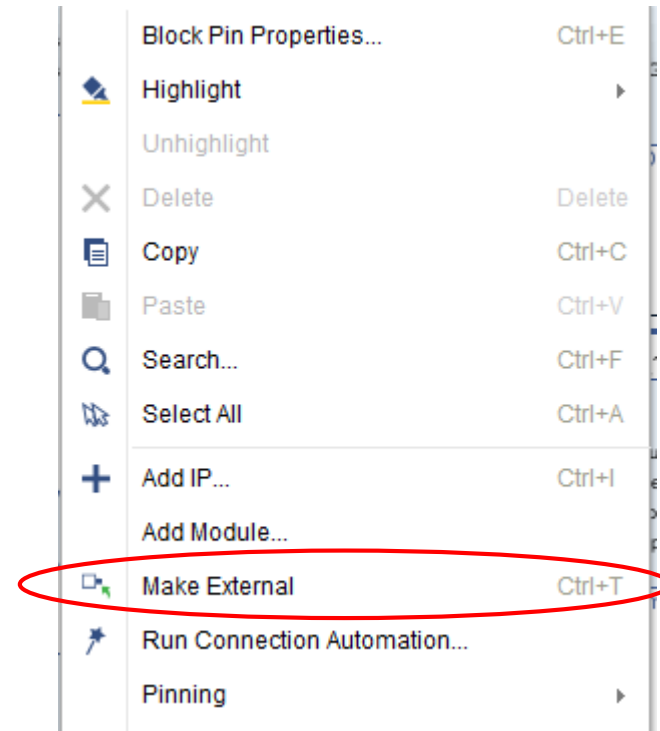 Block Pin Properties... Ctrl+E
Highlight
Unhighlight
Delete Delete
Copy Ctrl+C
Paste Ctrl+V
Search... Ctrl+F
Select All Ctrl+A
Add IP... Ctrl+I
Add Module...
Make External Ctrl+T
Run Connection Automation...
Pinning